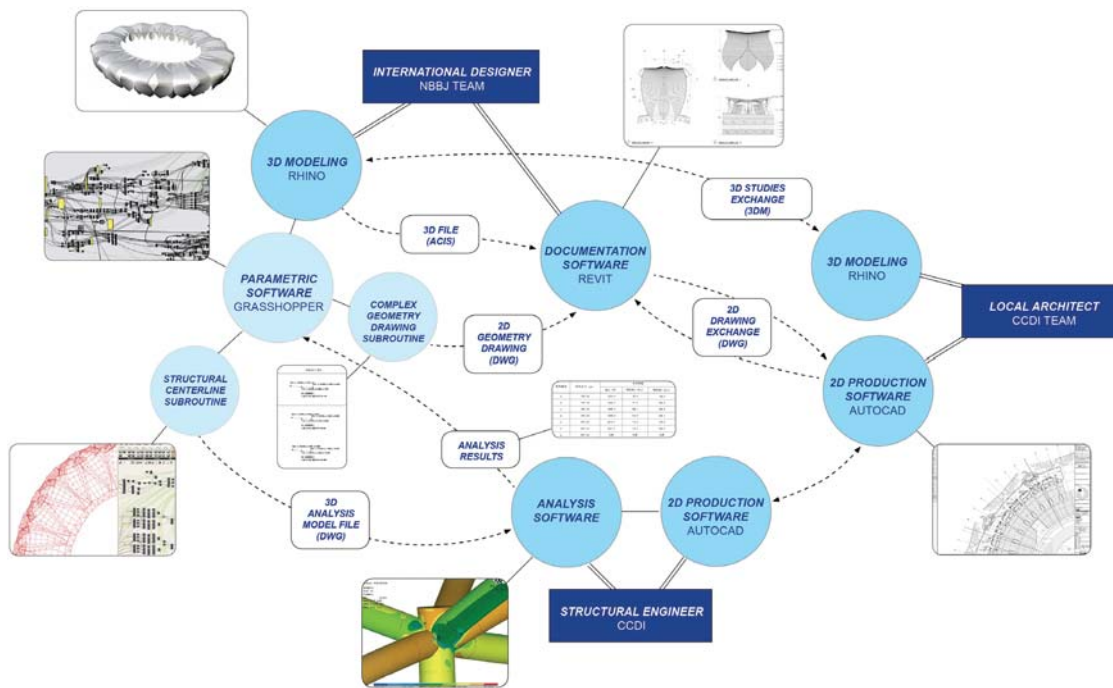 INTERNATIONAL DESIGNER
NBBJ TEAM
3D MODELING
RHINO
3D STUDIES
EXCHANGE
(3DM)
3D FILE
(ACIS)
DOCUMENTATION
SOFTWARE
REVIT
3D MODELING
RHINO
PARAMETRIC
SOFTWARE
GRASSHOPPER
COMPLEX
GEOMETRY
DRAWING
SUBROUTINE
2D
GEOMETRY
DRAWING
(DWG)
2D
DRAWING
EXCHANGE
(DWG)
LOCAL ARCHITECT
CCDI TEAM
STRUCTURAL
CENTERLINE
SUBROUTINE
2D PRODUCTION
SOFTWARE
AUTOCAD
ANALYSIS
RESULTS
3D
ANALYSIS
MODEL FILE
(DWG)
ANALYSIS
SOFTWARE
2D PRODUCTION
SOFTWARE
AUTOCAD
STRUCTURAL ENGINEER
CCDI